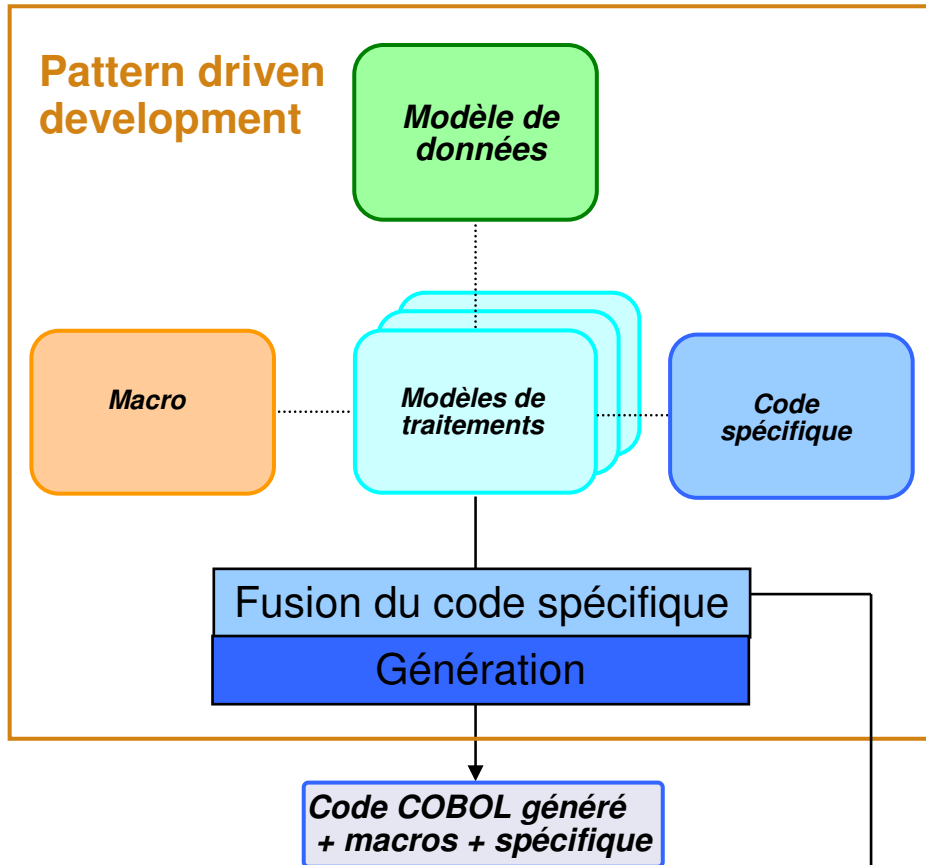 Pattern driven
development
Modèle de
données
Macro
Modèles de
traitements
Code
spécifique
Fusion du code spécifique
Génération
Code COBOL généré
+ macros + spécifique